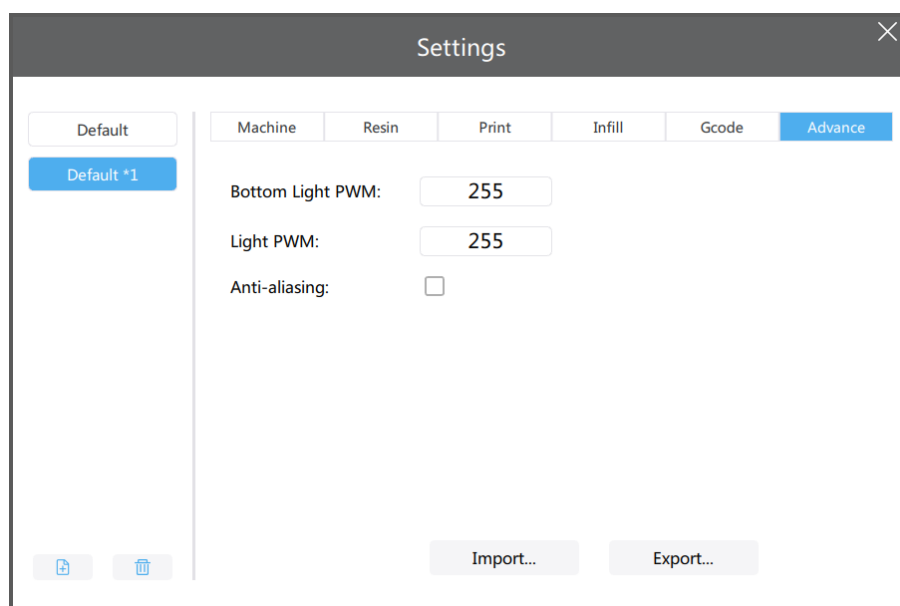 Settings
Default
Default *1
Machine Resin Print Infill Gcode Advance
Bottom Light PWM: 255
Light PWM: 255
Anti-aliasing:
Import... Export...